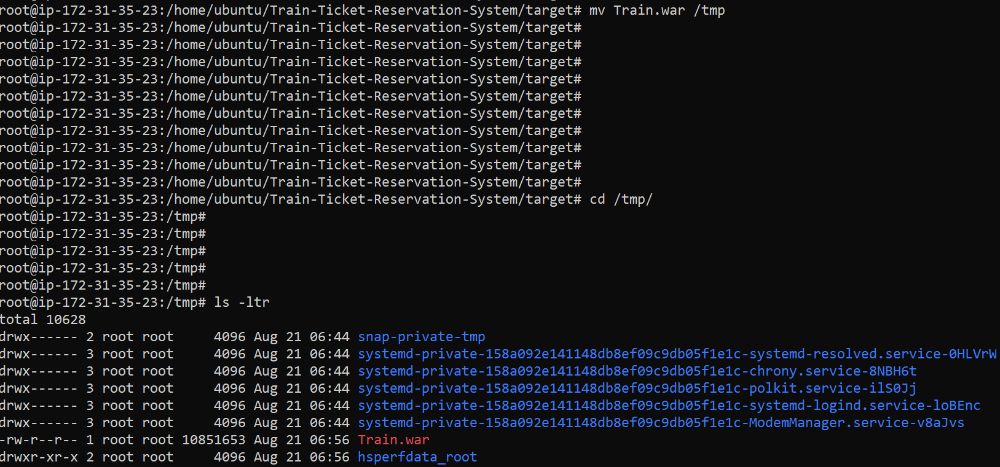 root@ip-172-31-35-23:/home/ubuntu/Train-Ticket-Reservation-System/target# mv Train.war /tmp
root@ip-172-31-35-23:/home/ubuntu/Train-Ticket-Reservation-System/target#
root@ip-172-31-35-23:/home/ubuntu/Train-Ticket-Reservation-System/target#
root@ip-172-31-35-23:/home/ubuntu/Train-Ticket-Reservation-System/target#
root@ip-172-31-35-23:/home/ubuntu/Train-Ticket-Reservation-System/target#
root@ip-172-31-35-23:/home/ubuntu/Train-Ticket-Reservation-System/target#
root@ip-172-31-35-23:/home/ubuntu/Train-Ticket-Reservation-System/target#
root@ip-172-31-35-23:/home/ubuntu/Train-Ticket-Reservation-System/target#
root@ip-172-31-35-23:/home/ubuntu/Train-Ticket-Reservation-System/target#
root@ip-172-31-35-23:/home/ubuntu/Train-Ticket-Reservation-System/target#
root@ip-172-31-35-23:/home/ubuntu/Train-Ticket-Reservation-System/target#
root@ip-172-31-35-23:/home/ubuntu/Train-Ticket-Reservation-System/target# cd /tmp/
root@ip-172-31-35-23:/tmp#
root@ip-172-31-35-23:/tmp#
root@ip-172-31-35-23:/tmp#
root@ip-172-31-35-23:/tmp#
root@ip-172-31-35-23:/tmp#
root@ip-172-31-35-23:/tmp# ls -ltr
total 10628
drwx------ 2 root root     4096 Aug 21 06:44 snap-private-tmp
drwx------ 3 root root     4096 Aug 21 06:44 systemd-private-158a092e141148db8ef09c9db05f1e1c-systemd-resolved.service-0HLVrW
drwx------ 3 root root     4096 Aug 21 06:44 systemd-private-158a092e141148db8ef09c9db05f1e1c-chrony.service-8NBH6t
drwx------ 3 root root     4096 Aug 21 06:44 systemd-private-158a092e141148db8ef09c9db05f1e1c-polkit.service-ilS0Jj
drwx------ 3 root root     4096 Aug 21 06:44 systemd-private-158a092e141148db8ef09c9db05f1e1c-systemd-logind.service-loBEnc
drwx------ 3 root root     4096 Aug 21 06:44 systemd-private-158a092e141148db8ef09c9db05f1e1c-ModemManager.service-v8aJvs
-rw-r--r-- 1 root root 10851653 Aug 21 06:56 Train.war
drwxr-xr-x 2 root root     4096 Aug 21 06:56 hsperfdata_root